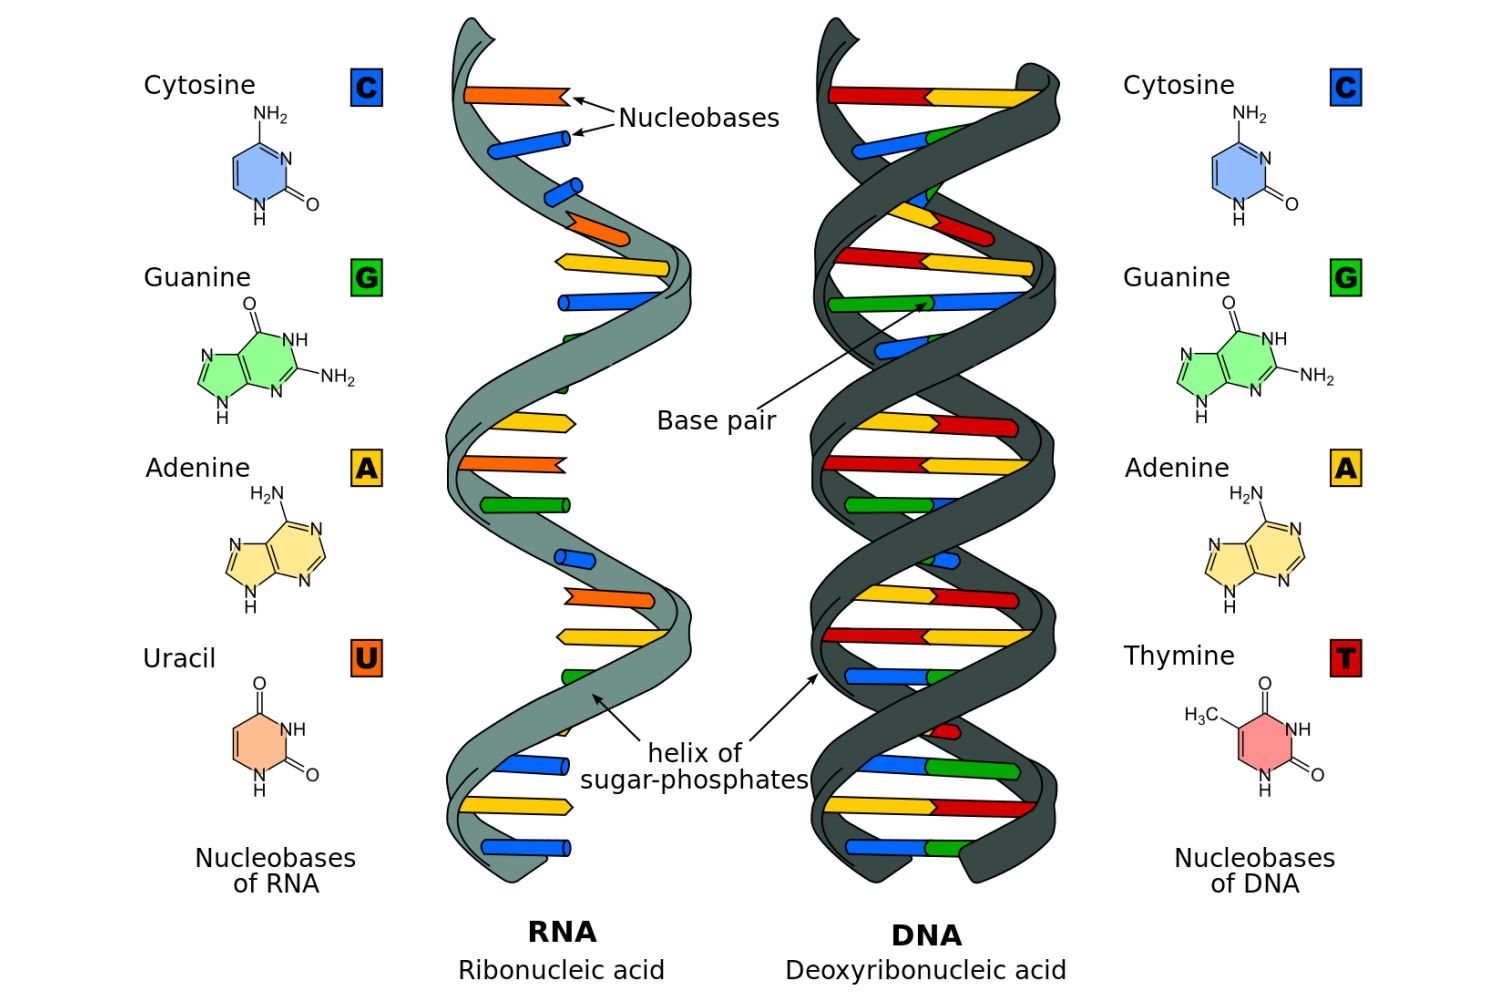 Cytosine
C
NH2
N
N
H
O
Guanine
G
O
NH
N
N
NH2
N
H
Adenine
A
H2N
N
N
N
N
H
Uracil
U
O
NH
N
H
O
Nucleobases
of RNA
Nucleobases
Base pair
helix of
sugar-phosphates
RNA
Ribonucleic acid
DNA
Deoxyribonucleic acid
Cytosine
C
NH2
N
N
H
O
Guanine
G
O
NH
N
N
NH2
N
H
Adenine
A
H2N
N
N
N
N
H
Thymine
T
O
H3C
NH
N
H
O
Nucleobases
of DNA